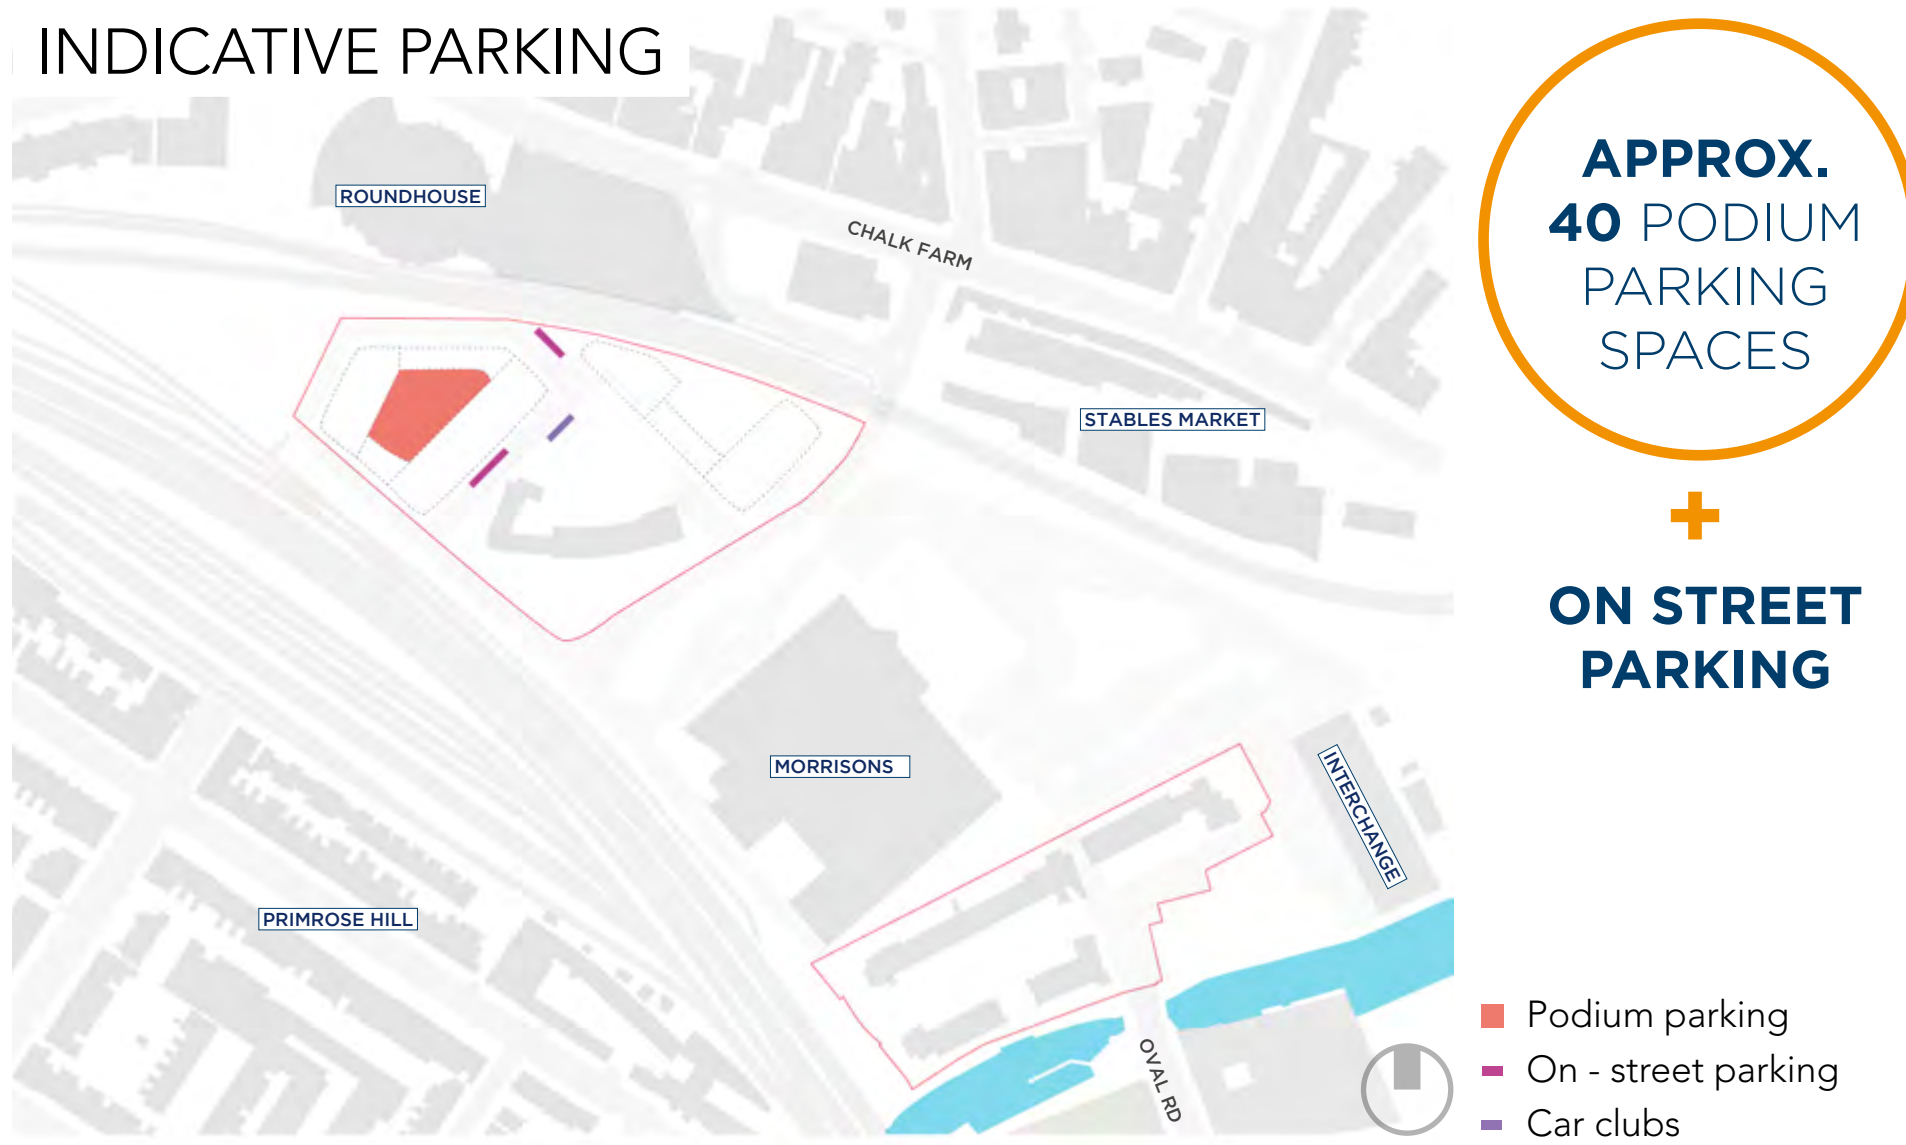 INDICATIVE PARKING
ROUNDHOUSE
CHALK FARM
STABLES MARKET
MORRISONS
INTERCHANGE
PRIMROSE HILL
OVAL RD
APPROX.
40 PODIUM
PARKING
SPACES
+
ON STREET
PARKING
Podium parking
On - street parking
Car clubs